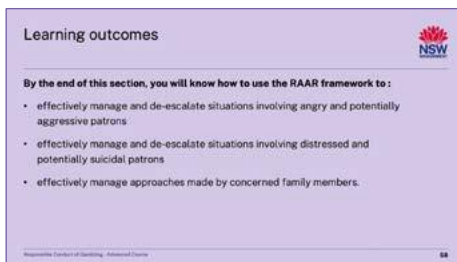 Learning outcomes
NSW
GOVERNMENT
By the end of this section, you will know how to use the RAAR framework to :
• effectively manage and de-escalate situations involving angry and potentially
aggressive patrons
• effectively manage and de-escalate situations involving distressed and
potentially suicidal patrons
• effectively manage approaches made by concerned family members.
Responsible Conduct of Gambling - Advanced Course
58